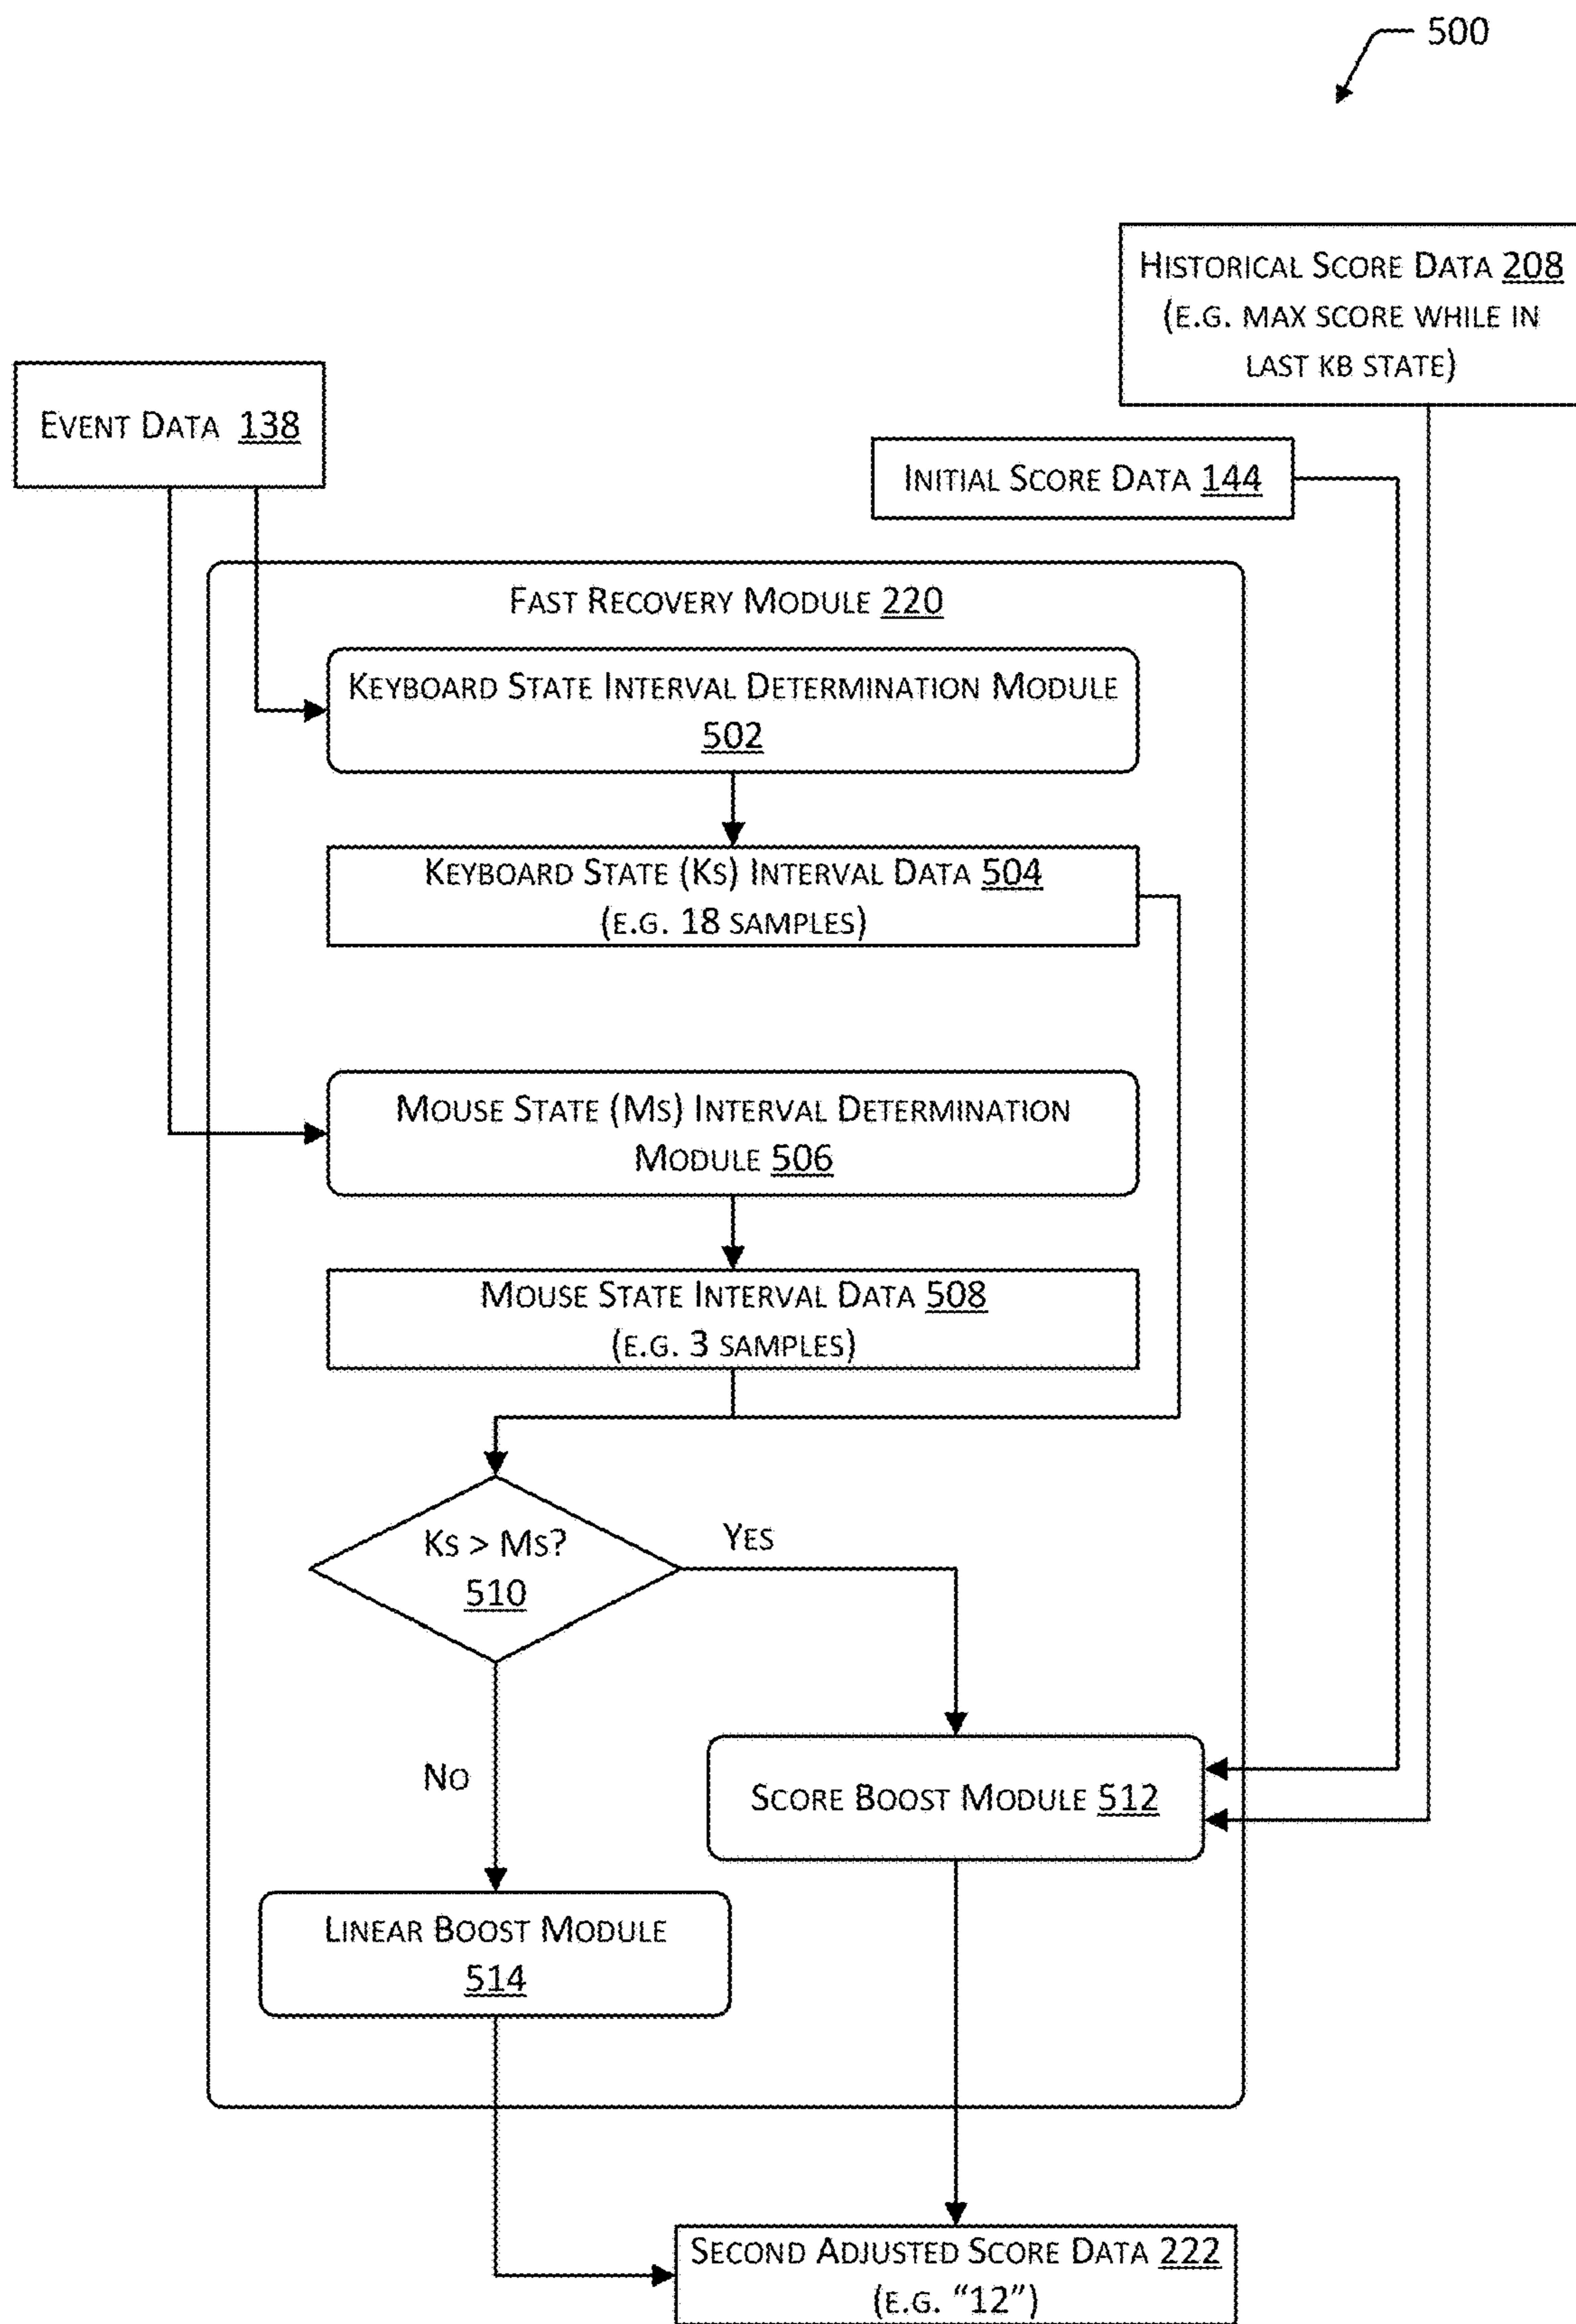 500
HISTORICAL SCORE DATA 208
(E.G. MAX SCORE WHILE IN
LAST KB STATE)
EVENT DATA 138
INITIAL SCORE DATA 144
FAST RECOVERY MODULE 220
KEYBOARD STATE INTERVAL DETERMINATION MODULE
502
KEYBOARD STATE (KS) INTERVAL DATA 504
(E.G. 18 SAMPLES)
MOUSE STATE (MS) INTERVAL DETERMINATION
MODULE 506
MOUSE STATE INTERVAL DATA 508
(E.G. 3 SAMPLES)
KS > MS?
510
YES
NO
SCORE BOOST MODULE 512
LINEAR BOOST MODULE
514
SECOND ADJUSTED SCORE DATA 222
(E.G. “12”)